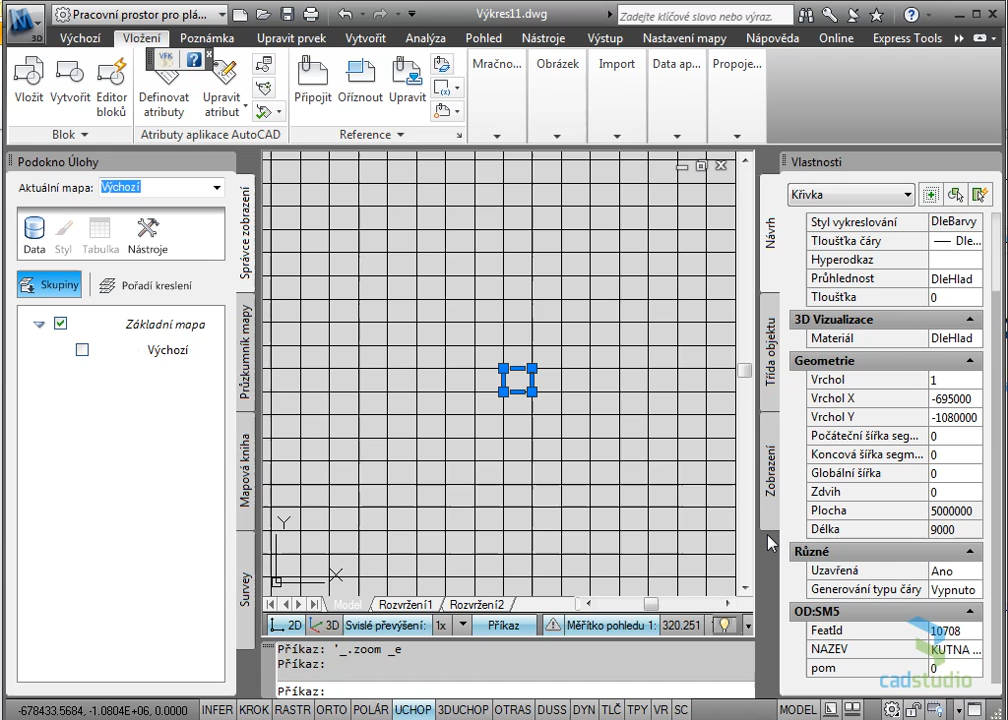 3D
Pracovní prostor pro plá...
Výkres11.dwg
Zadejte klíčové slovo nebo výraz.
Výchozí Vložení Poznámka Upravit prvek Vytvořit Analýza Pohled Nástroje Výstup Nastavení mapy Nápověda Online Express Tools
VFK
Vložit Vytvořit Editor bloků
Definovat atributy
Upravit atribut
Připojit Oříznout Upravit
Mračno... Obrázek Import Data ap... Propoje...
Blok Atributy aplikace AutoCAD Reference
Podokno Úlohy
Aktuální mapa: Výchozí
Data Styl Tabulka Nástroje
Skupiny Pořadí kreslení
Základní mapa
Výchozí
Správce zobrazení
Průzkumník mapy
Mapová kniha
Survey
Y
X
Model Rozvržení1 Rozvržení2
2D 3D Svislé převýšení: 1x Příkaz Měřítko pohledu 1: 320.251
Příkaz: '_.zoom _e
Příkaz:
Příkaz:
Vlastnosti
Návrh
Třída objektu
Zobrazení
Křivka
Styl vykreslování DleBarvy
Tloušťka čáry Dle...
Hyperodkaz
Průhlednost DleHlad
Tloušťka 0
3D Vizualizace
Materiál DleHlad
Geometrie
Vrchol 1
Vrchol X -695000
Vrchol Y -1080000
Počáteční šířka seg... 0
Koncová šířka segm... 0
Globální šířka 0
Zdvih 0
Plocha 5000000
Délka 9000
Různé
Uzavřená Ano
Generování typu čáry Vypnuto
OD:SM5
FeatId 10708
NAZEV KUTNA ...
pom 0
cadstudio
-678433.5684, -1.0804E+06, 0.0000 INFER KROK RASTR ORTO POLÁR UCHOP 3DUCHOP OTRAS DUSS DYN TLČ TPY VR SC MODEL